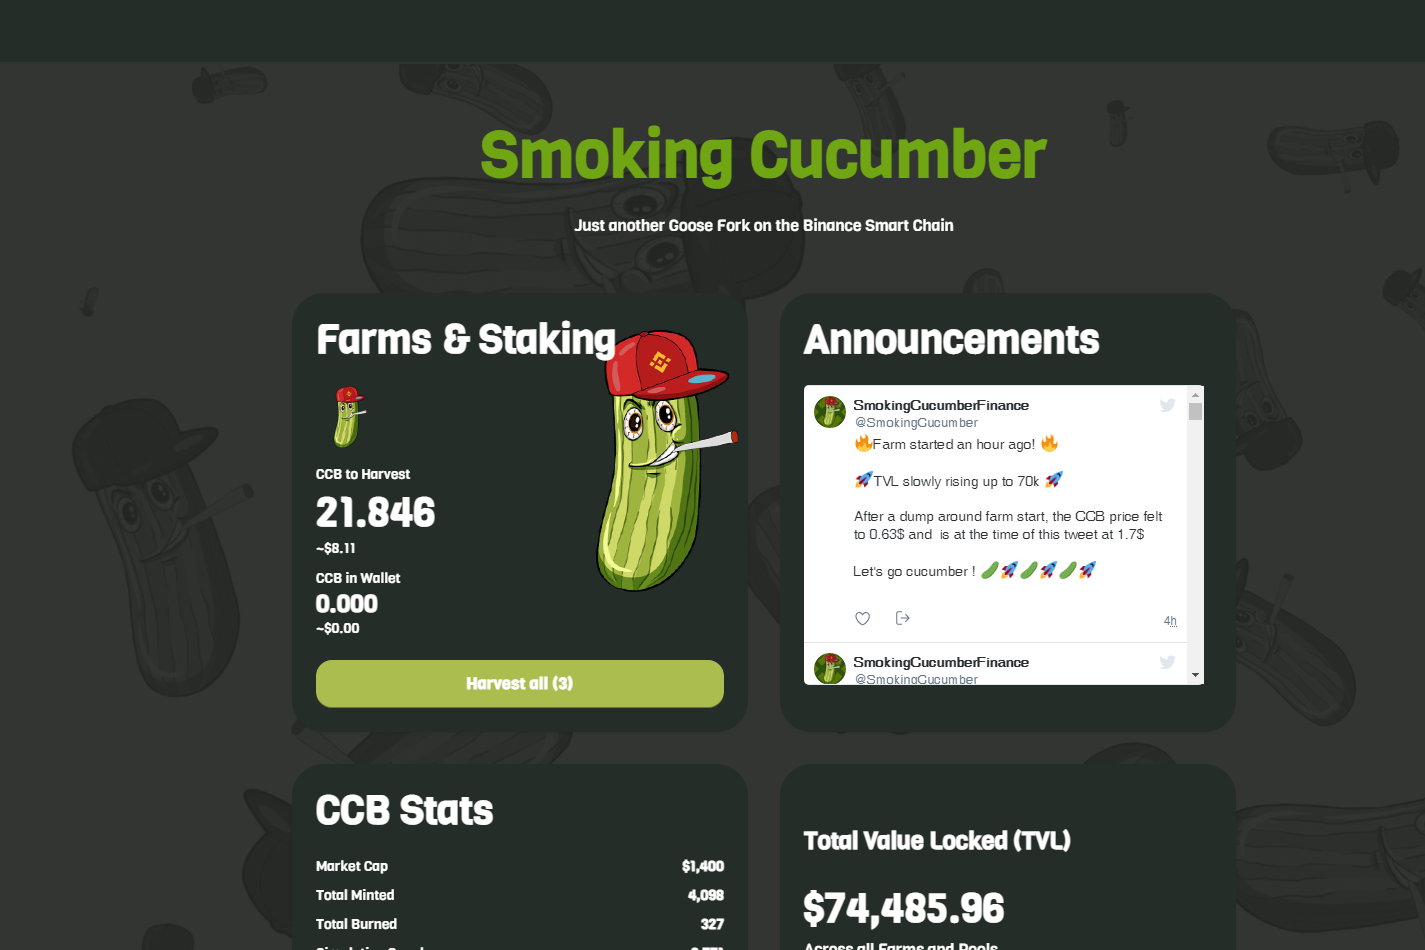 Smoking Cucumber
Just another Goose Fork on the Binance Smart Chain
Farms & Staking
CCB to Harvest
21.846
~$8.11
CCB in Wallet
0.000
~$0.00
Harvest all (3)
Announcements
SmokingCucumberFinance
@SmokingCucumber
🔥Farm started an hour ago! 🔥
🚀TVL slowly rising up to 70k 🚀
After a dump around farm start, the CCB price felt
to 0.63$ and is at the time of this tweet at 1.7$
Let's go cucumber ! 🥒🚀🥒🚀🥒🚀
4h
SmokingCucumberFinance
@SmokingCucumber
CCB Stats
Market Cap $1,400
Total Minted 4,098
Total Burned 327
Total Value Locked (TVL)
$74,485.96
Across all Farms and Pools